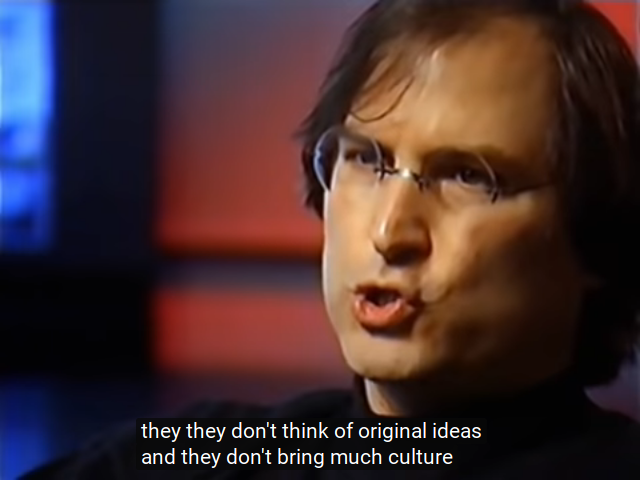 they they don't think of original ideas
and they don't bring much culture